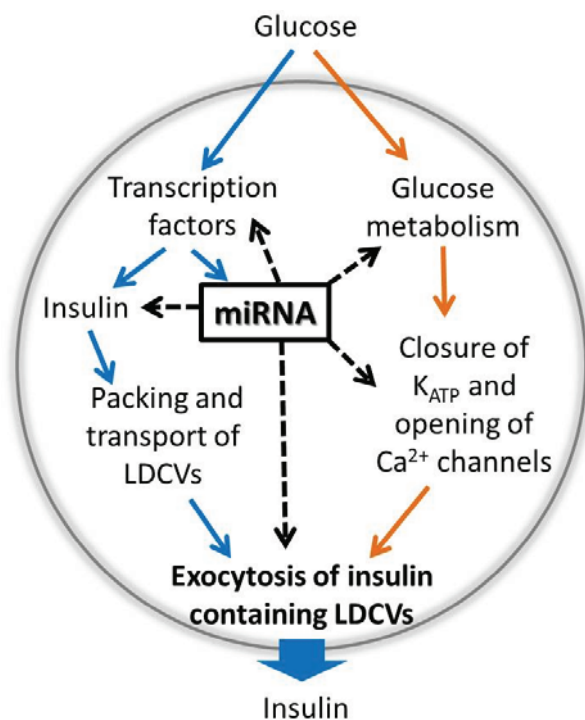 Glucose
Transcription
factors
Glucose
metabolism
Insulin
miRNA
Closure of
K_ATP and
opening of
Ca²⁺ channels
Packing and
transport of
LDCVs
Exocytosis of insulin
containing LDCVs
Insulin